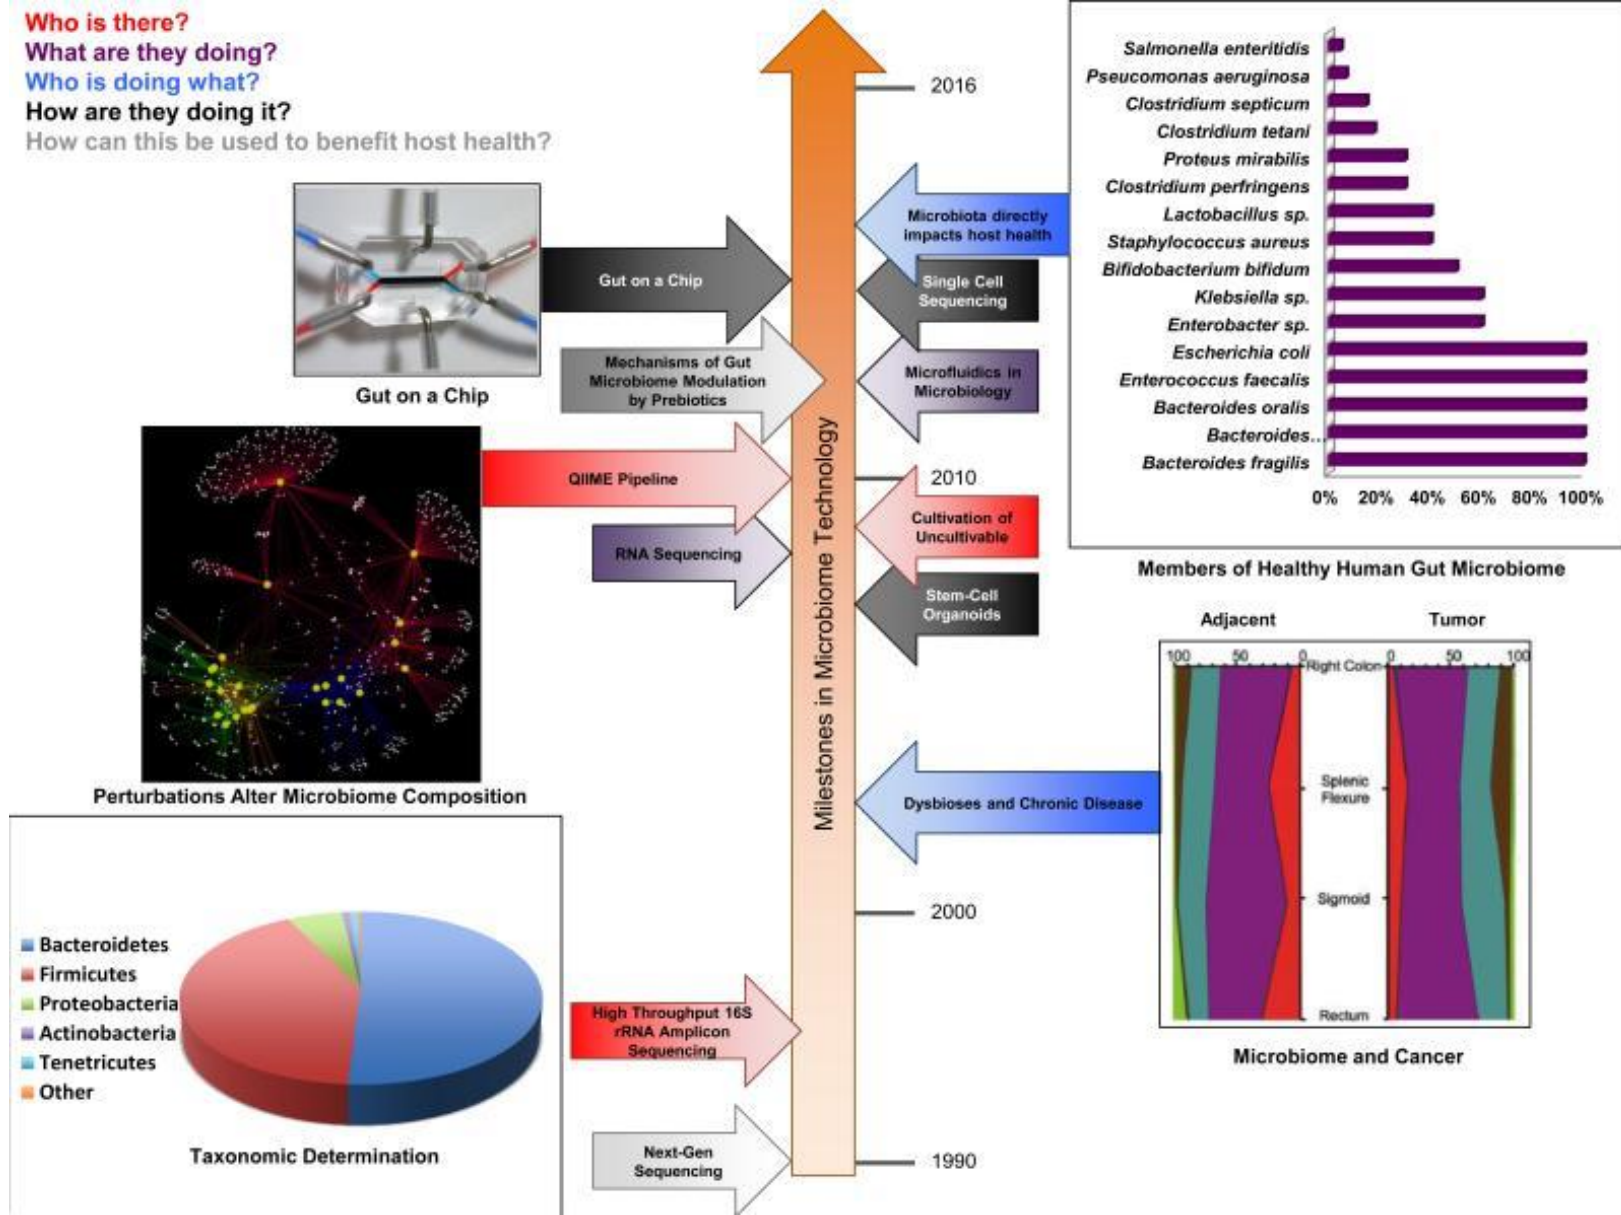 Who is there?
What are they doing?
Who is doing what?
How are they doing it?
How can this be used to benefit host health?
2016
Gut on a Chip
Gut on a Chip
Mechanisms of Gut
Microbiome Modulation
by Prebiotics
Microbiota directly
impacts host health
Single Cell
Sequencing
Microfluidics in
Microbiology
Salmonella enteritidis
Pseucomonas aeruginosa
Clostridium septicum
Clostridium tetani
Proteus mirabilis
Clostridium perfringens
Lactobacillus sp.
Staphylococcus aureus
Bifidobacterium bifidum
Klebsiella sp.
Enterobacter sp.
Escherichia coli
Enterococcus faecalis
Bacteroides oralis
Bacteroides...
Bacteroides fragilis
0% 20% 40% 60% 80% 100%
Members of Healthy Human Gut Microbiome
QIIME Pipeline
RNA Sequencing
2010
Cultivation of
Uncultivable
Stem-Cell
Organoids
Milestones in Microbiome Technology
Perturbations Alter Microbiome Composition
Dysbioses and Chronic Disease
Adjacent Tumor
100 50 0 0 50 100
Right Colon
Splenic
Flexure
Sigmoid
Rectum
Microbiome and Cancer
2000
Bacteroidetes
Firmicutes
Proteobacteria
Actinobacteria
Tenetricutes
Other
Taxonomic Determination
High Throughput 16S
rRNA Amplicon
Sequencing
Next-Gen
Sequencing
1990